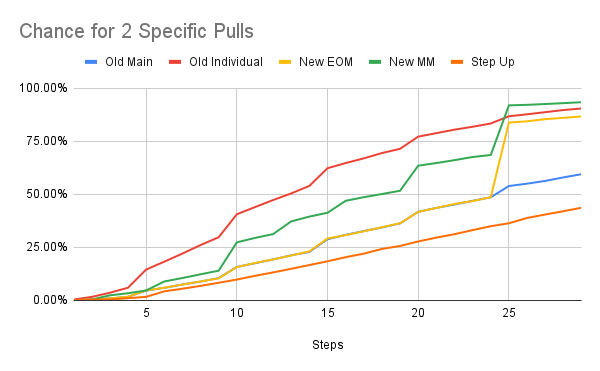 Chance for 2 Specific Pulls
Old Main Old Individual New EOM New MM Step Up
100.00%
75.00%
50.00%
25.00%
0.00%
5 10 15 20 25
Steps